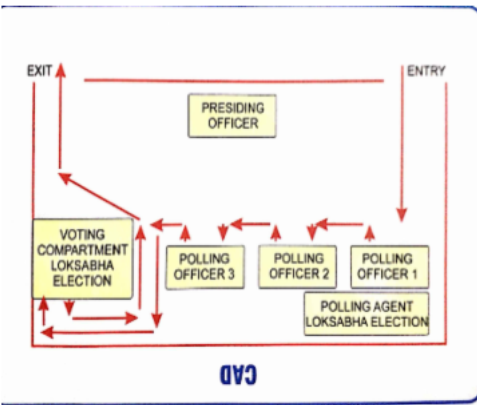 EXIT
ENTRY
PRESIDING
OFFICER
VOTING
COMPARTMENT
LOKSABHA
ELECTION
POLLING
OFFICER 3
POLLING
OFFICER 2
POLLING
OFFICER 1
POLLING AGENT
LOKSABHA ELECTION
CAD